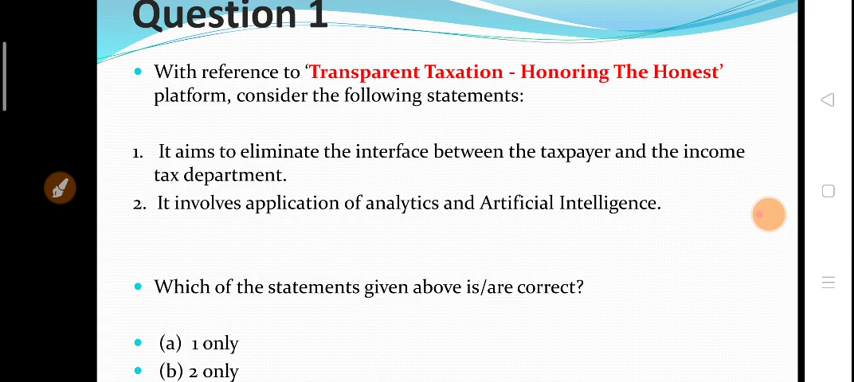 Question 1
• With reference to ‘Transparent Taxation - Honoring The Honest’
platform, consider the following statements:
1. It aims to eliminate the interface between the taxpayer and the income
tax department.
2. It involves application of analytics and Artificial Intelligence.
• Which of the statements given above is/are correct?
• (a) 1 only
• (b) 2 only